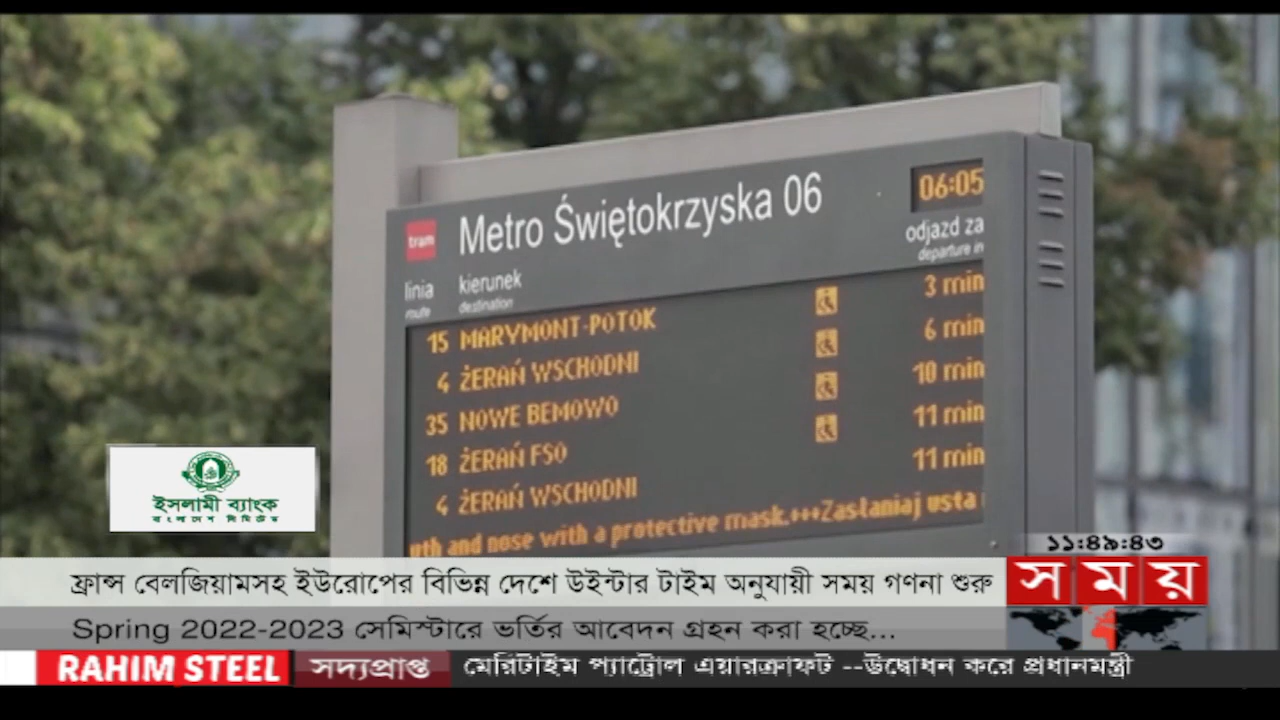 Metro Świętokrzyska 06
06:05
tram
linia
route
kierunek
destination
odjazd za
departure in
15 MARYMONT-POTOK 3 min
4 ŻERAŃ WSCHODNI 6 min
35 NOWE BEMOWO 10 min
18 ŻERAŃ FSO 11 min
4 ŻERAŃ WSCHODNI 11 min
uth and nose with a protective mask.+++Zasłaniaj usta
ইসলামী ব্যাংক
বাংলাদেশ লিমিটেড
১১:৪৯:৪৩
ফ্রান্স বেলজিয়ামসহ ইউরোপের বিভিন্ন দেশে উইন্টার টাইম অনুযায়ী সময় গণনা শুরু
সময়
Spring 2022-2023 সেমিস্টারে ভর্তির আবেদন গ্রহন করা হচ্ছে...
RAHIM STEEL
সদ্যপ্রাপ্ত
মেরিটাইম প্যাট্রোল এয়ারক্রাফট --উদ্বোধন করে প্রধানমন্ত্রী